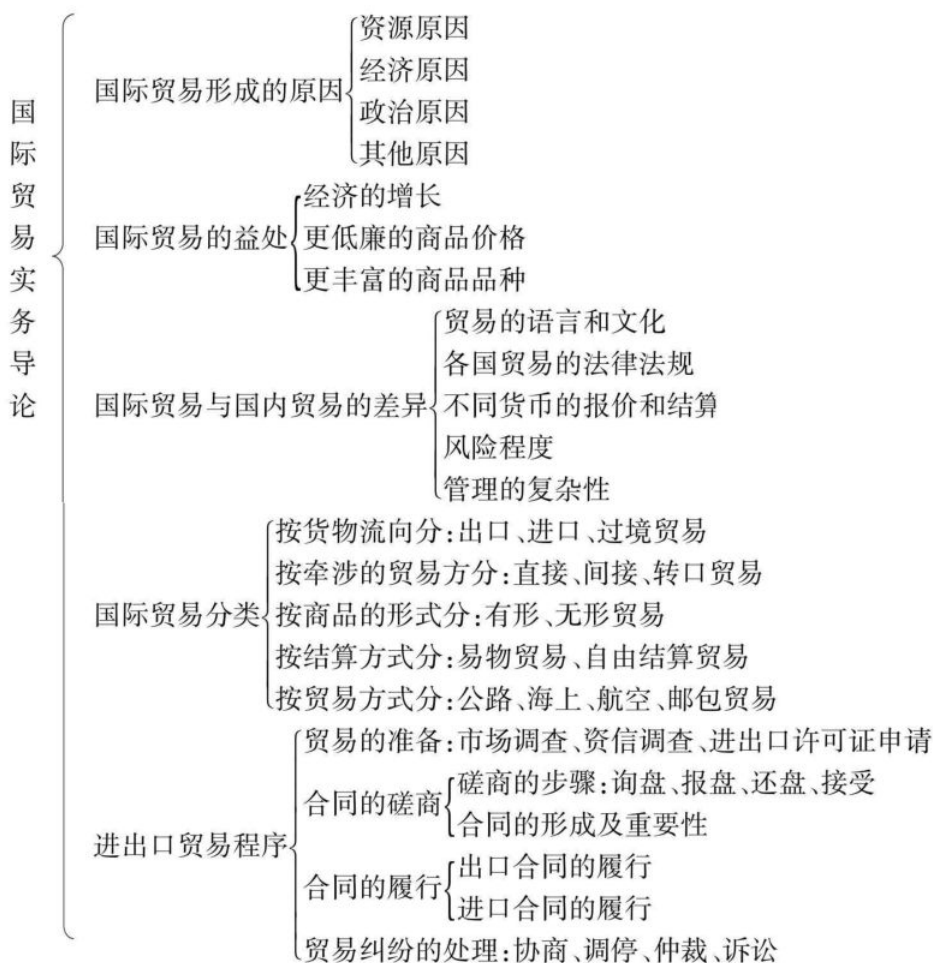 国际贸易实务导论
国际贸易形成的原因
资源原因
经济原因
政治原因
其他原因
国际贸易的益处
经济的增长
更低廉的商品价格
更丰富的商品品种
国际贸易与国内贸易的差异
贸易的语言和文化
各国贸易的法律法规
不同货币的报价和结算
风险程度
管理的复杂性
国际贸易分类
按货物流向分:出口、进口、过境贸易
按牵涉的贸易方分:直接、间接、转口贸易
按商品的形式分:有形、无形贸易
按结算方式分:易物贸易、自由结算贸易
按贸易方式分:公路、海上、航空、邮包贸易
进出口贸易程序
贸易的准备:市场调查、资信调查、进出口许可证申请
合同的磋商
磋商的步骤:询盘、报盘、还盘、接受
合同的形成及重要性
合同的履行
出口合同的履行
进口合同的履行
贸易纠纷的处理:协商、调停、仲裁、诉讼